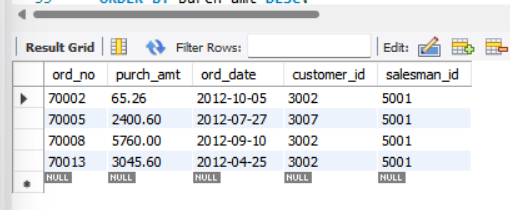 ORDER BY purch_amt DESC;
Result Grid Filter Rows: Edit:
ord_no purch_amt ord_date customer_id salesman_id
70002 65.26 2012-10-05 3002 5001
70005 2400.60 2012-07-27 3007 5001
70008 5760.00 2012-09-10 3002 5001
70013 3045.60 2012-04-25 3002 5001
NULL NULL NULL NULL NULL